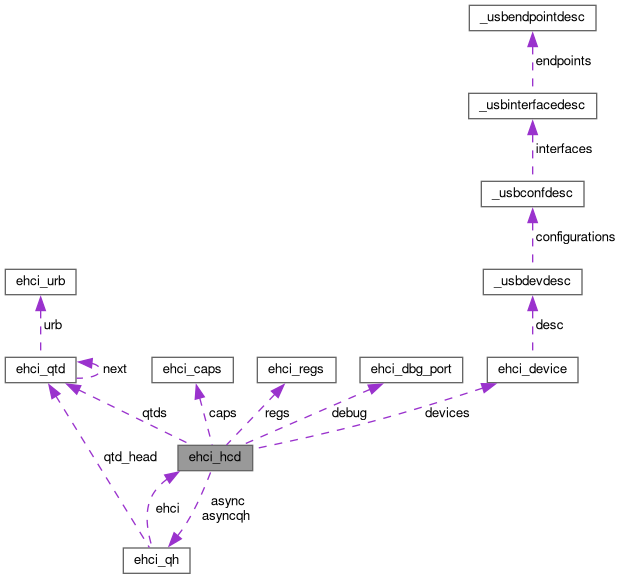 _usbendpointdesc
endpoints
_usbinterfacedesc
interfaces
_usbconfdesc
configurations
ehci_urb
_usbdevdesc
urb
desc
ehci_qtd
next
ehci_caps
ehci_regs
ehci_dbg_port
ehci_device
qtds
caps
regs
debug
devices
qtd_head
ehci_hcd
ehci
async
asyncqh
ehci_qh